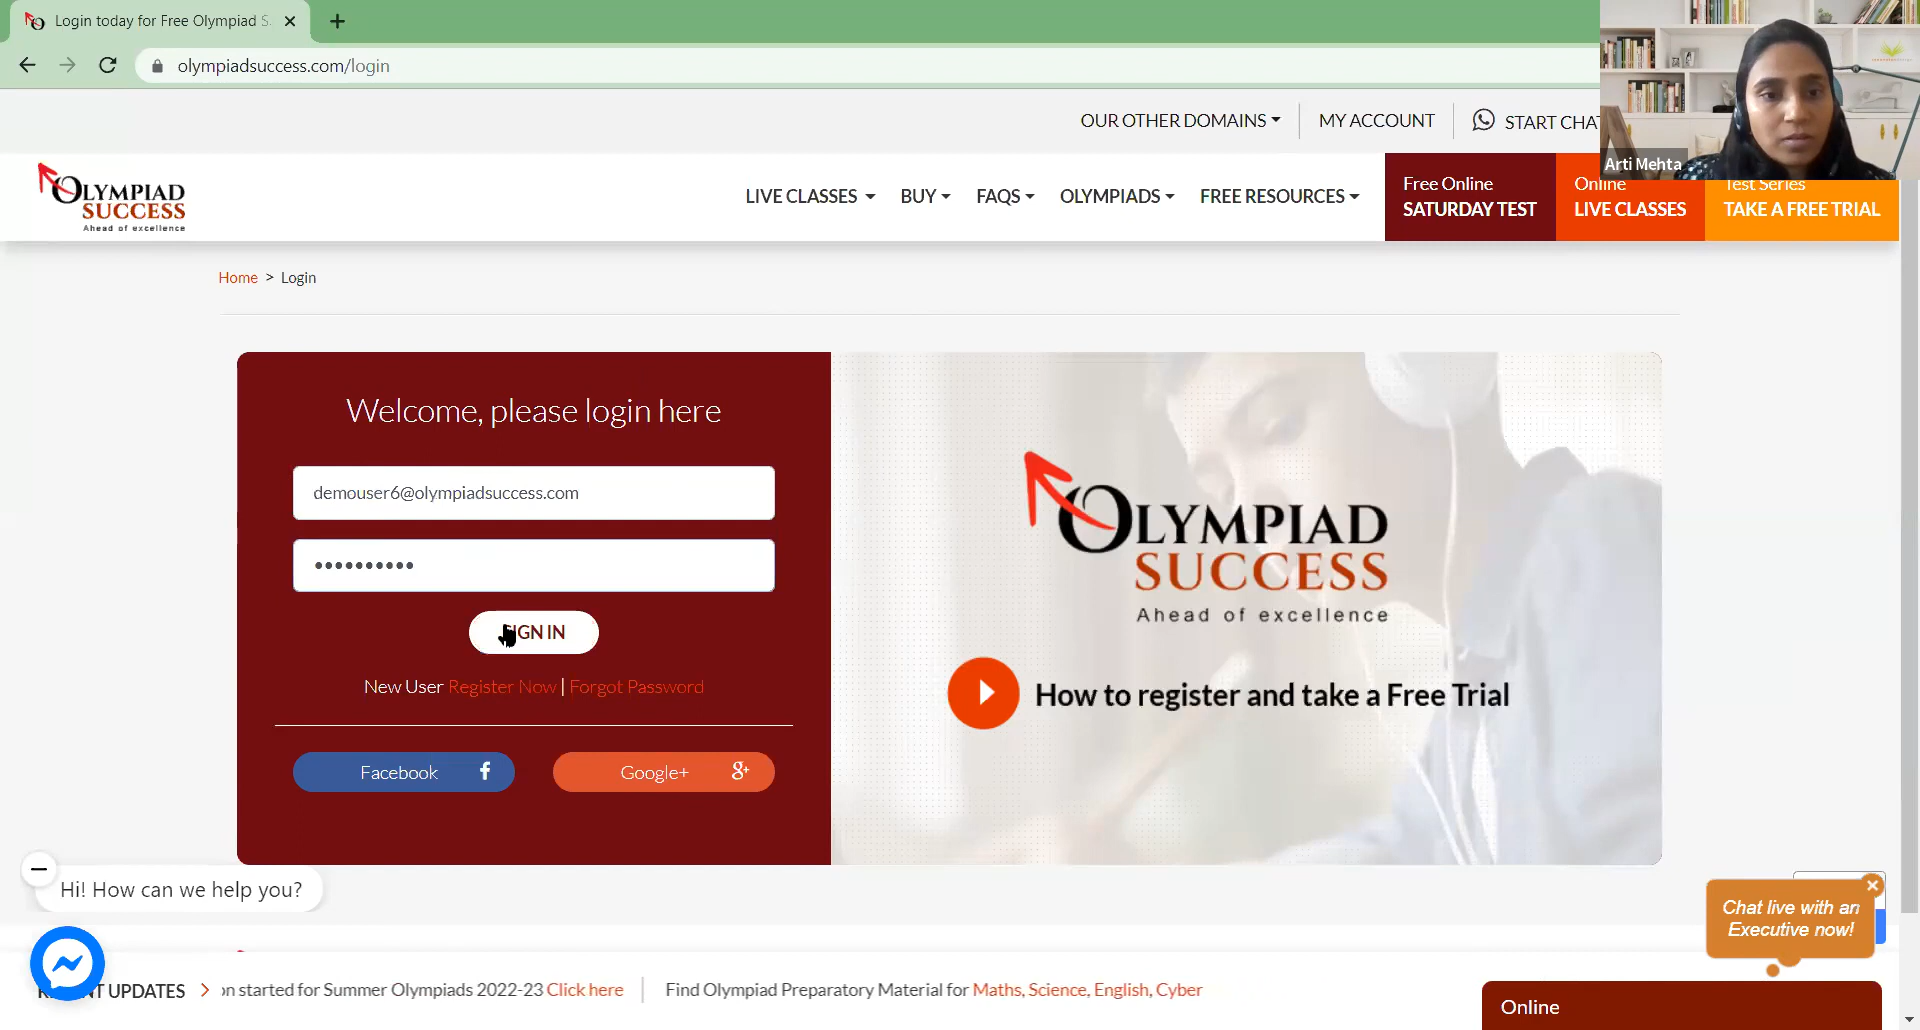 Login today for Free Olympiad S
olympiadsuccess.com/login
OUR OTHER DOMAINS
MY ACCOUNT
START CHA
Arti Mehta
OLYMPIAD
SUCCESS
Ahead of excellence
LIVE CLASSES
BUY
FAQS
OLYMPIADS
FREE RESOURCES
Free Online
SATURDAY TEST
Online
LIVE CLASSES
Test Series
TAKE A FREE TRIAL
Home > Login
Welcome, please login here
demouser6@olympiadsuccess.com
••••••••••
SIGN IN
New User Register Now | Forgot Password
Facebook f
Google+ g+
OLYMPIAD
SUCCESS
Ahead of excellence
How to register and take a Free Trial
Hi! How can we help you?
Chat live with an
Executive now!
UPDATES
on started for Summer Olympiads 2022-23 Click here
Find Olympiad Preparatory Material for Maths, Science, English, Cyber
Online